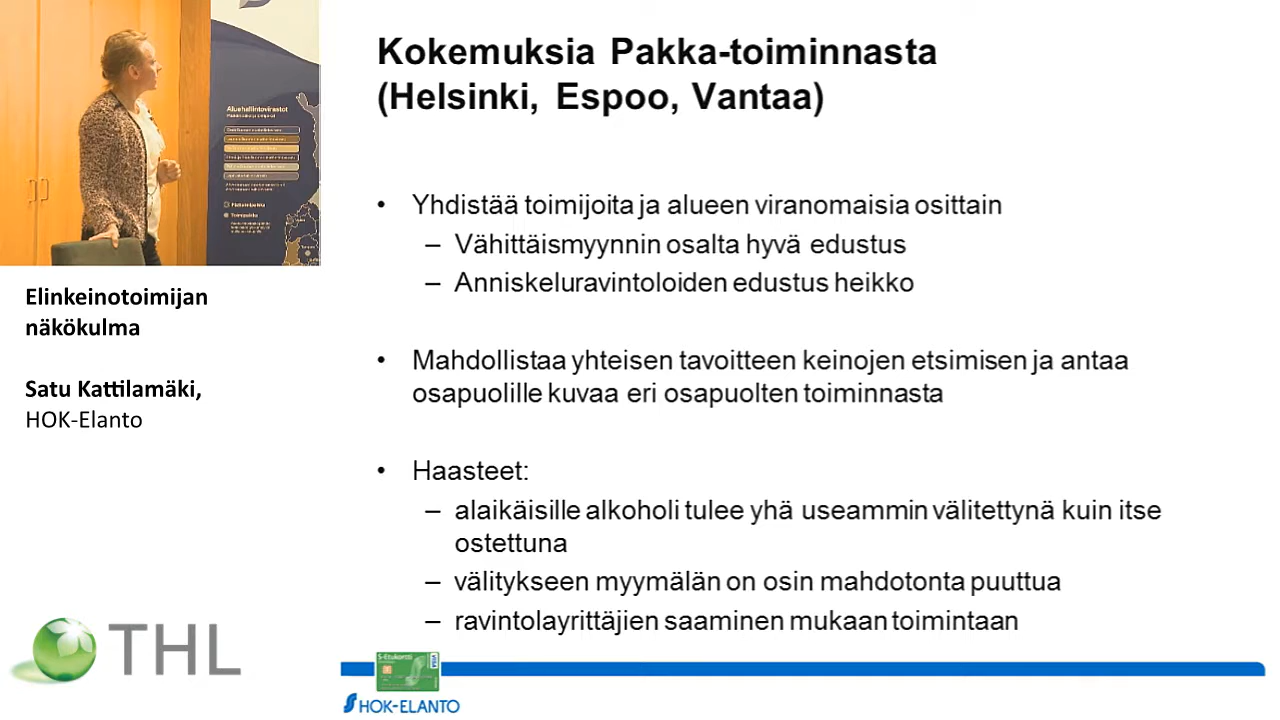 Kokemuksia Pakka-toiminnasta
(Helsinki, Espoo, Vantaa)
• Yhdistää toimijoita ja alueen viranomaisia osittain
– Vähittäismyynnin osalta hyvä edustus
– Anniskeluravintoloiden edustus heikko
• Mahdollistaa yhteisen tavoitteen keinojen etsimisen ja antaa
osapuolille kuvaa eri osapuolten toiminnasta
• Haasteet:
– alaikäisille alkoholi tulee yhä useammin välitettynä kuin itse
ostettuna
– välitykseen myymälän on osin mahdotonta puuttua
– ravintolayrittäjien saaminen mukaan toimintaan
Aluehallintovirastot
Elinkeinotoimijan
näkökulma
Satu Kattilamäki,
HOK-Elanto
THL
S-Etukortti
VISA
HOK-ELANTO